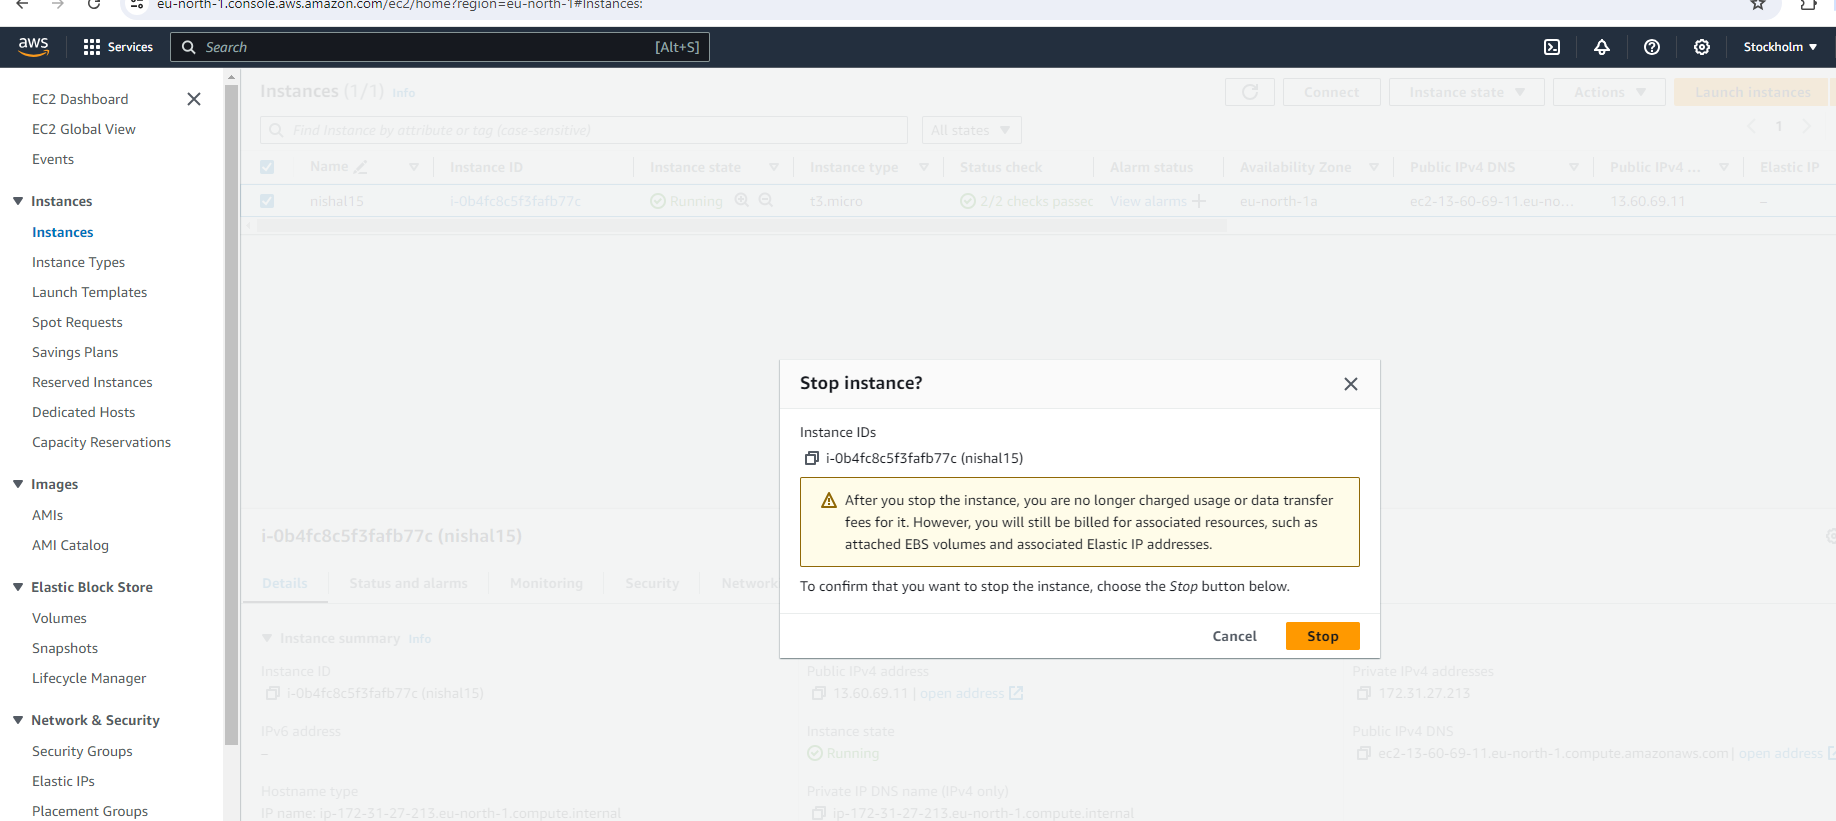 eu-north-1.console.aws.amazon.com/ec2/home?region=eu-north-1#Instances:
aws
Services
Search
[Alt+S]
Stockholm
EC2 Dashboard
EC2 Global View
Events
Instances
Instances
Instance Types
Launch Templates
Spot Requests
Savings Plans
Reserved Instances
Dedicated Hosts
Capacity Reservations
Images
AMIs
AMI Catalog
Elastic Block Store
Volumes
Snapshots
Lifecycle Manager
Network & Security
Security Groups
Elastic IPs
Placement Groups
Instances (1/1) Info
Connect
Instance state
Actions
Launch instances
Find Instance by attribute or tag (case-sensitive)
All states
1
Name Instance ID Instance state Instance type Status check Alarm status Availability Zone Public IPv4 DNS Public IPv4 ... Elastic IP
nishal15 i-0b4fc8c5f3fafb77c Running t3.micro 2/2 checks passec View alarms eu-north-1a ec2-13-60-69-11.eu-no... 13.60.69.11 –
Stop instance?
Instance IDs
i-0b4fc8c5f3fafb77c (nishal15)
After you stop the instance, you are no longer charged usage or data transfer
fees for it. However, you will still be billed for associated resources, such as
attached EBS volumes and associated Elastic IP addresses.
To confirm that you want to stop the instance, choose the Stop button below.
Cancel
Stop
i-0b4fc8c5f3fafb77c (nishal15)
Details
Status and alarms
Monitoring
Security
Network
Instance summary Info
Instance ID
i-0b4fc8c5f3fafb77c (nishal15)
Public IPv4 address
13.60.69.11 | open address
Private IPv4 addresses
172.31.27.213
IPv6 address
–
Instance state
Running
Public IPv4 DNS
ec2-13-60-69-11.eu-north-1.compute.amazonaws.com | open address
Hostname type
IP name: ip-172-31-27-213.eu-north-1.compute.internal
Private IP DNS name (IPv4 only)
ip-172-31-27-213.eu-north-1.compute.internal